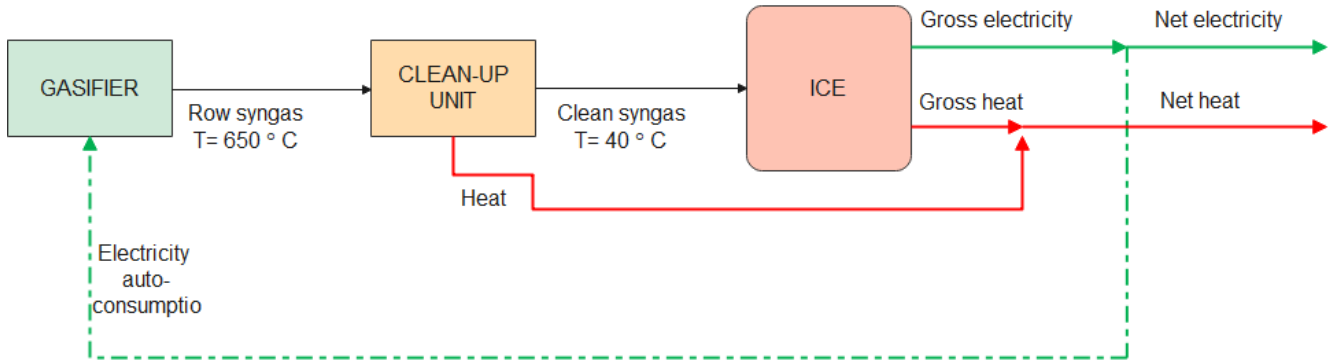 Gross electricity
Net electricity
GASIFIER
CLEAN-UP
UNIT
ICE
Row syngas
T= 650 ° C
Clean syngas
T= 40 ° C
Gross heat
Net heat
Heat
Electricity
auto-
consumptio